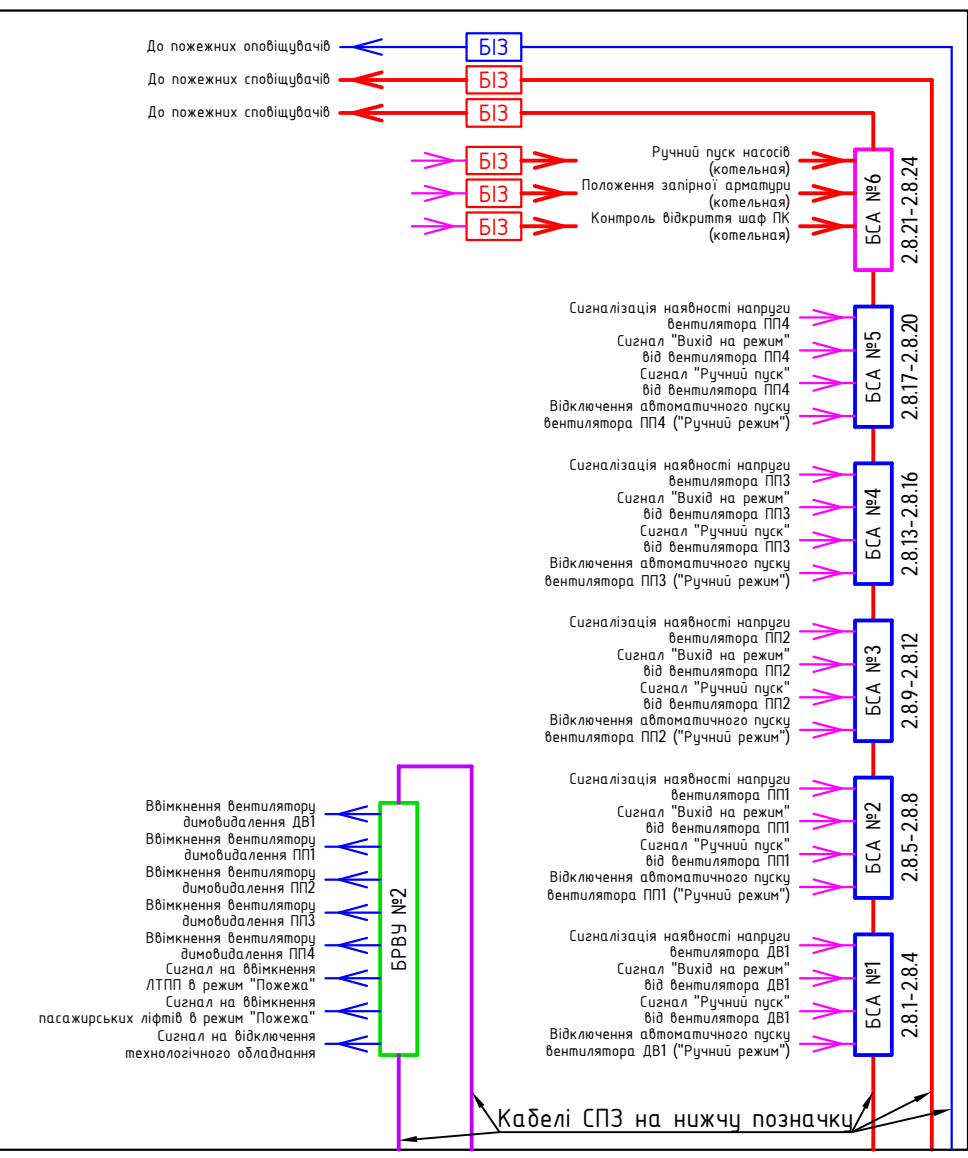 До пожежних оповіщувачів
БІЗ
До пожежних сповіщувачів
БІЗ
До пожежних сповіщувачів
БІЗ
БІЗ
Ручний пуск насосів
(котельная)
БІЗ
Положення запірної арматури
(котельная)
БІЗ
Контроль відкриття шаф ПК
(котельная)
БСА №6
2.8.21-2.8.24
Сигналізація наявності напруги
вентилятора ПП4
Сигнал "Вихід на режим"
від вентилятора ПП4
Сигнал "Ручний пуск"
від вентилятора ПП4
Відключення автоматичного пуску
вентилятора ПП4 ("Ручний режим")
БСА №5
2.8.17-2.8.20
Сигналізація наявності напруги
вентилятора ПП3
Сигнал "Вихід на режим"
від вентилятора ПП3
Сигнал "Ручний пуск"
від вентилятора ПП3
Відключення автоматичного пуску
вентилятора ПП3 ("Ручний режим")
БСА №4
2.8.13-2.8.16
Сигналізація наявності напруги
вентилятора ПП2
Сигнал "Вихід на режим"
від вентилятора ПП2
Сигнал "Ручний пуск"
від вентилятора ПП2
Відключення автоматичного пуску
вентилятора ПП2 ("Ручний режим")
БСА №3
2.8.9-2.8.12
Сигналізація наявності напруги
вентилятора ПП1
Сигнал "Вихід на режим"
від вентилятора ПП1
Сигнал "Ручний пуск"
від вентилятора ПП1
Відключення автоматичного пуску
вентилятора ПП1 ("Ручний режим")
БСА №2
2.8.5-2.8.8
Сигналізація наявності напруги
вентилятора ДВ1
Сигнал "Вихід на режим"
від вентилятора ДВ1
Сигнал "Ручний пуск"
від вентилятора ДВ1
Відключення автоматичного пуску
вентилятора ДВ1 ("Ручний режим")
БСА №1
2.8.1-2.8.4
Ввімкнення вентилятору
димовидалення ДВ1
Ввімкнення вентилятору
димовидалення ПП1
Ввімкнення вентилятору
димовидалення ПП2
Ввімкнення вентилятору
димовидалення ПП3
Ввімкнення вентилятору
димовидалення ПП4
Сигнал на ввімкнення
ЛТПП в режим "Пожежа"
Сигнал на ввімкнення
пасажирських ліфтів в режим "Пожежа"
Сигнал на відключення
технологічного обладнання
БРВУ №2
Кабелі СПЗ на нижчу позначку